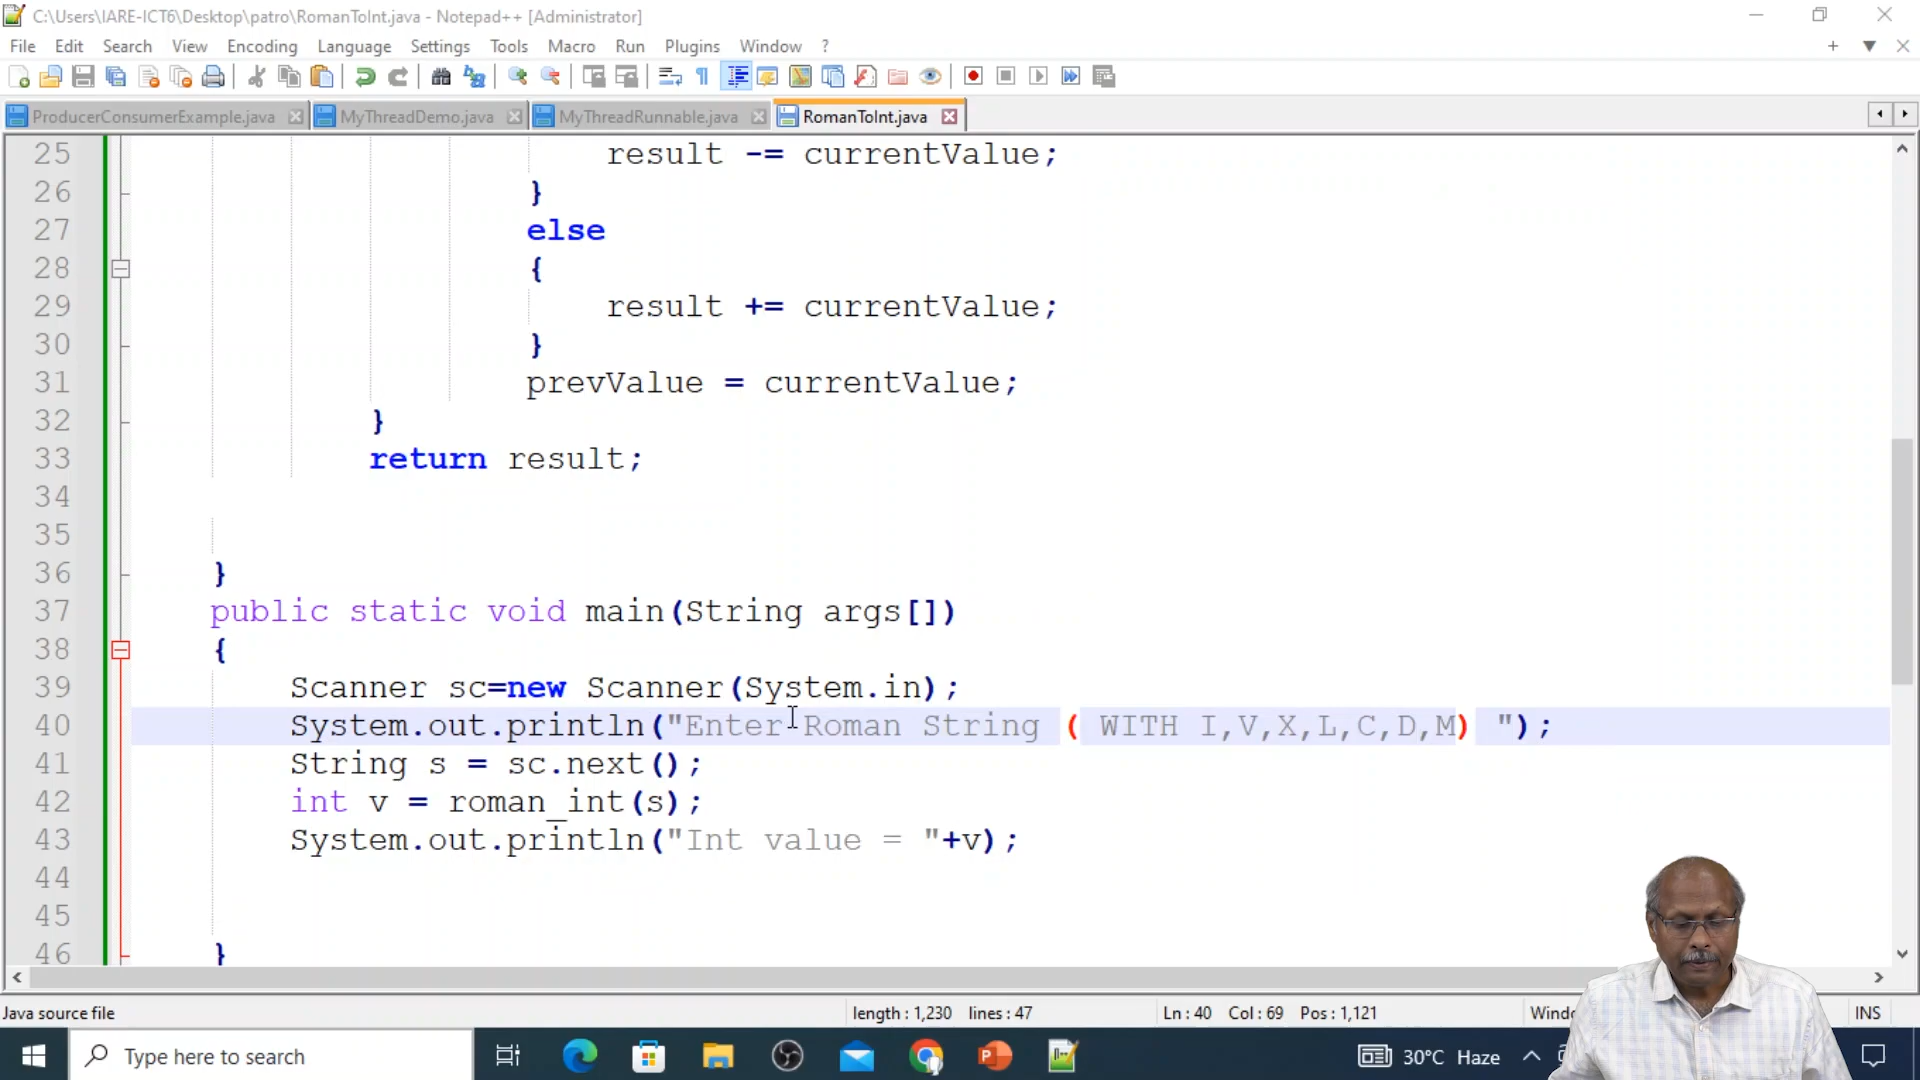 C:\Users\IARE-ICT6\Desktop\patro\RomanToInt.java - Notepad++ [Administrator]
File Edit Search View Encoding Language Settings Tools Macro Run Plugins Window ?
ProducerConsumerExample.java MyThreadDemo.java MyThreadRunnable.java RomanToInt.java
25 result -= currentValue;
26 }
27 else
28 {
29 result += currentValue;
30 }
31 prevValue = currentValue;
32 }
33 return result;
34
35
36 }
37 public static void main(String args[])
38 {
39 Scanner sc=new Scanner(System.in);
40 System.out.println("Enter Roman String ( WITH I,V,X,L,C,D,M) ");
41 String s = sc.next();
42 int v = roman_int(s);
43 System.out.println("Int value = "+v);
44
45
46 }
Java source file length : 1,230 lines : 47 Ln : 40 Col : 69 Pos : 1,121 INS
Type here to search 30°C Haze